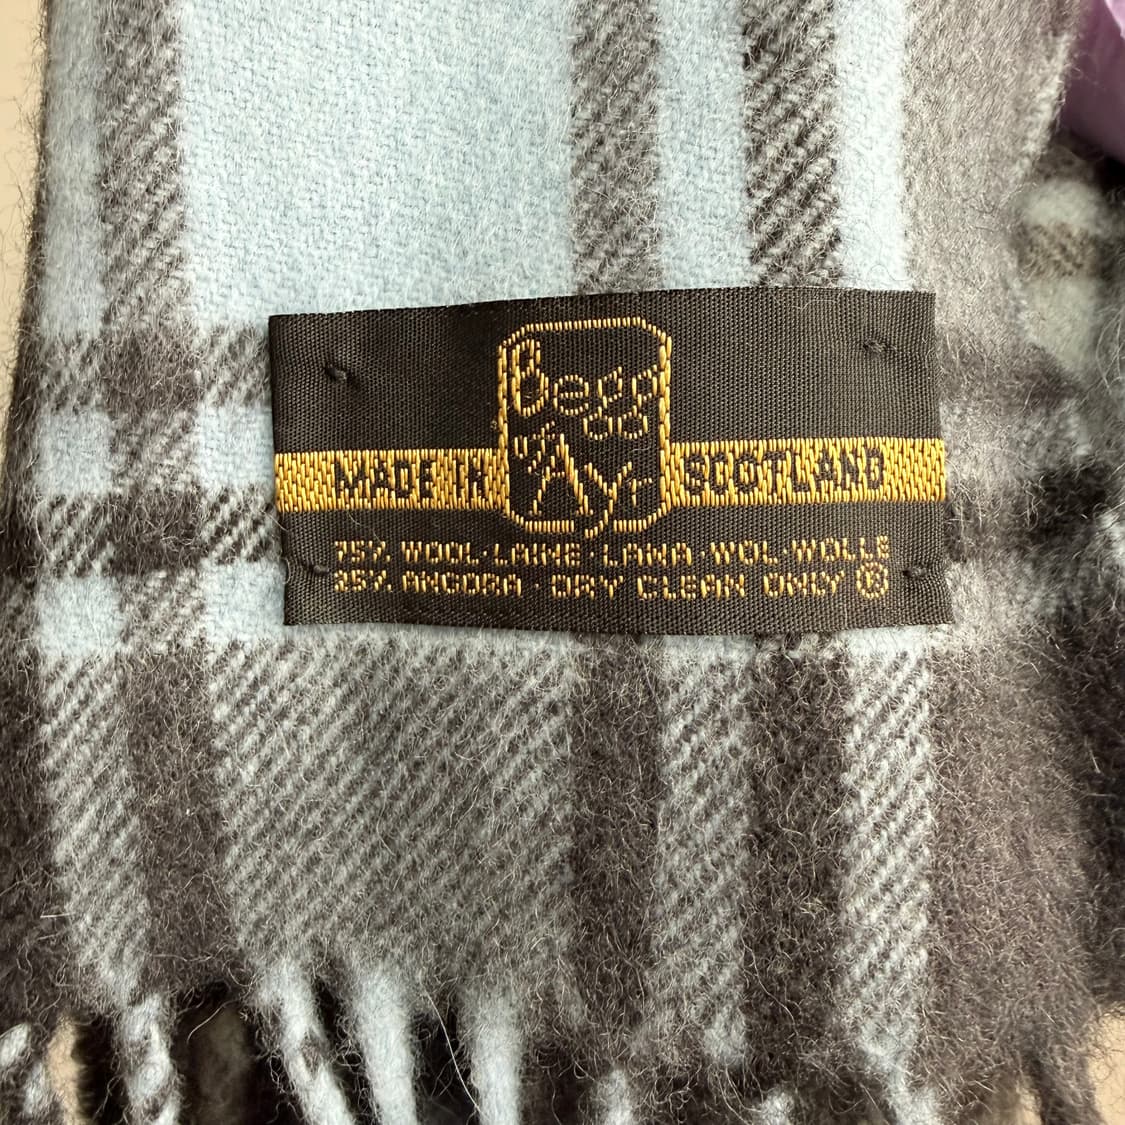 Begg
of Ayr
MADE IN SCOTLAND
75% WOOL·LAINE·LANA·WOL·WOLLE
25% ANGORA · DRY CLEAN ONLY Ⓟ